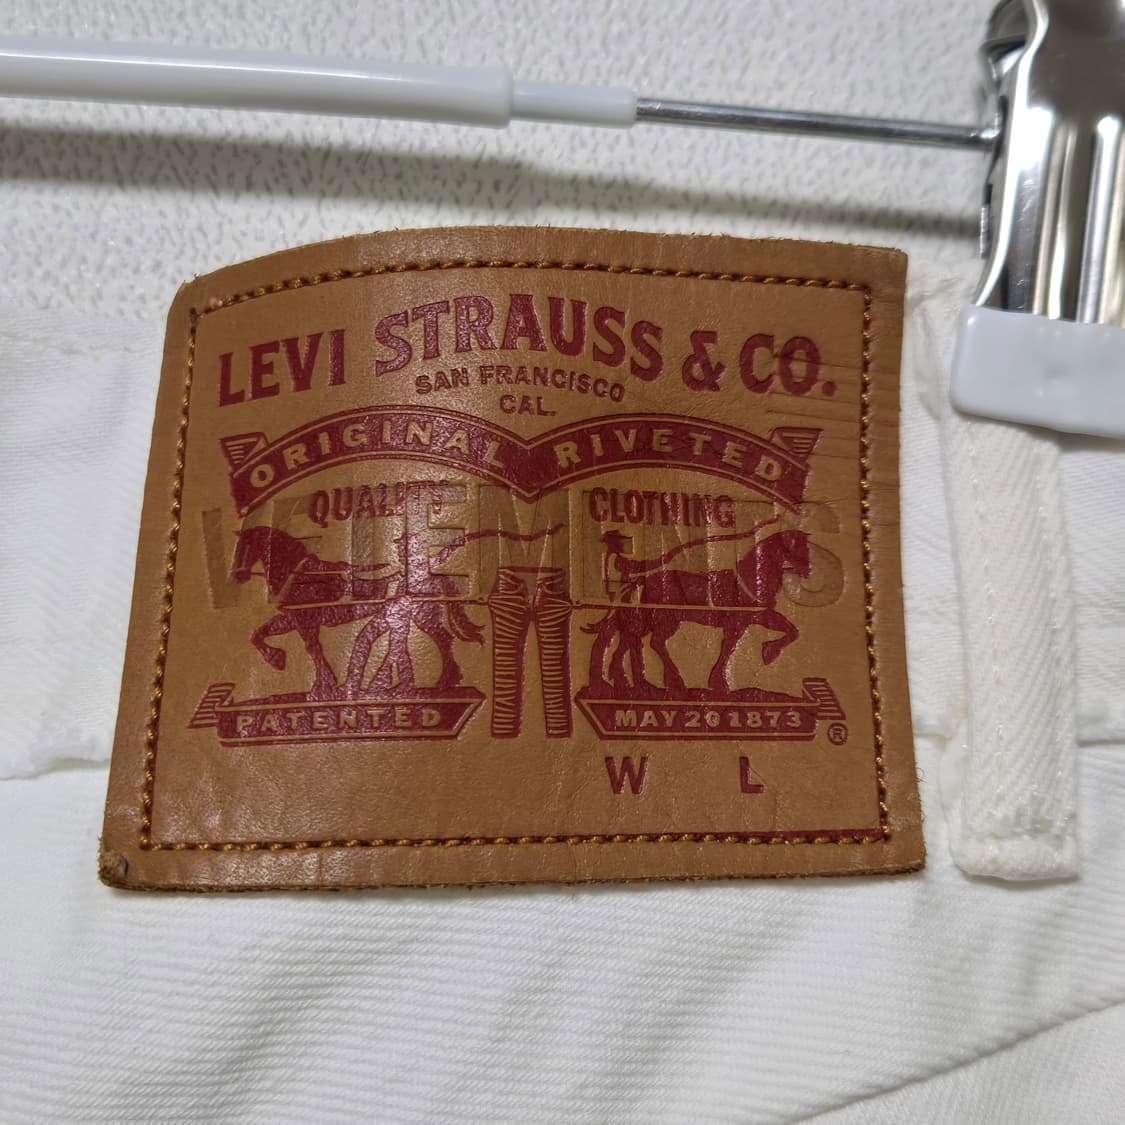 LEVI STRAUSS & CO.
SAN FRANCISCO
CAL.
ORIGINAL RIVETED
QUALITY CLOTHING
VETEMENTS
PATENTED MAY 20 1873
®
W L